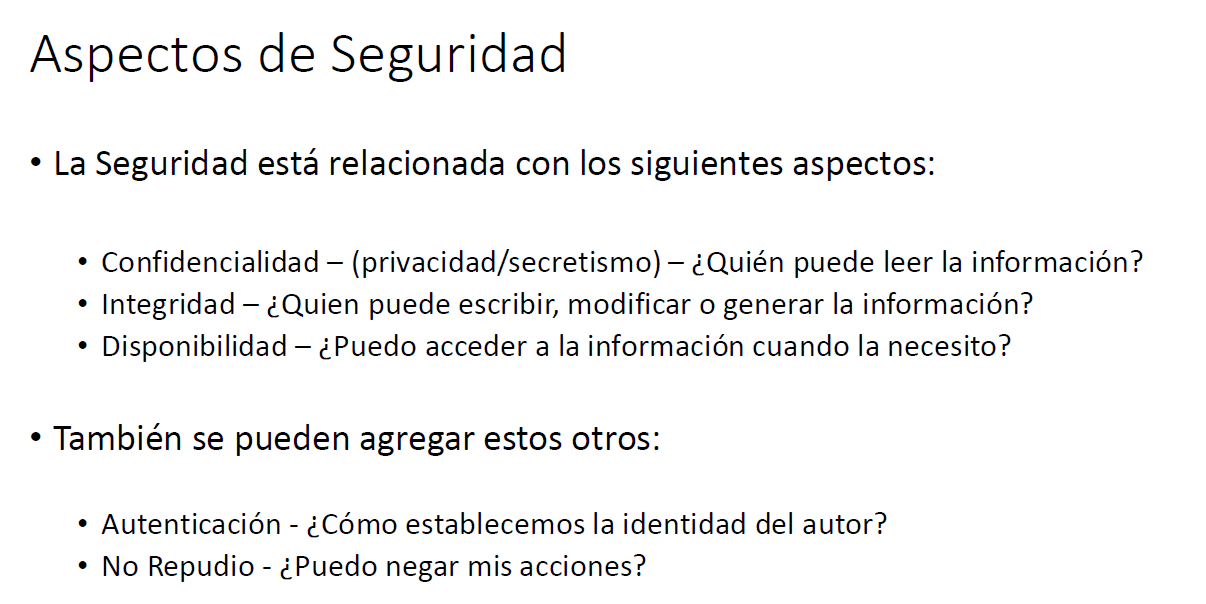 Aspectos de Seguridad
• La Seguridad está relacionada con los siguientes aspectos:
• Confidencialidad – (privacidad/secretismo) – ¿Quién puede leer la información?
• Integridad – ¿Quien puede escribir, modificar o generar la información?
• Disponibilidad – ¿Puedo acceder a la información cuando la necesito?
• También se pueden agregar estos otros:
• Autenticación - ¿Cómo establecemos la identidad del autor?
• No Repudio - ¿Puedo negar mis acciones?